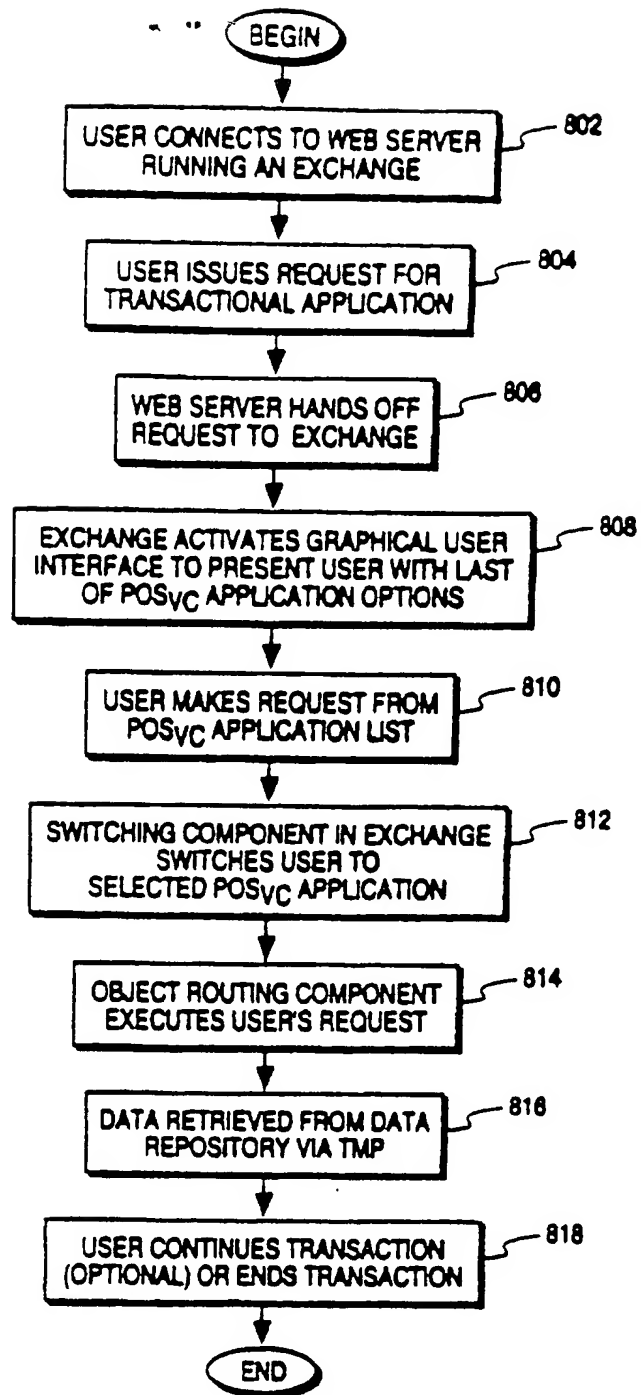 BEGIN
USER CONNECTS TO WEB SERVER
RUNNING AN EXCHANGE
802
USER ISSUES REQUEST FOR
TRANSACTIONAL APPLICATION
804
WEB SERVER HANDS OFF
REQUEST TO EXCHANGE
806
EXCHANGE ACTIVATES GRAPHICAL USER
INTERFACE TO PRESENT USER WITH LAST
OF POSVC APPLICATION OPTIONS
808
USER MAKES REQUEST FROM
POSVC APPLICATION LIST
810
SWITCHING COMPONENT IN EXCHANGE
SWITCHES USER TO
SELECTED POSVC APPLICATION
812
OBJECT ROUTING COMPONENT
EXECUTES USER'S REQUEST
814
DATA RETRIEVED FROM DATA
REPOSITORY VIA TMP
816
USER CONTINUES TRANSACTION
(OPTIONAL) OR ENDS TRANSACTION
818
END